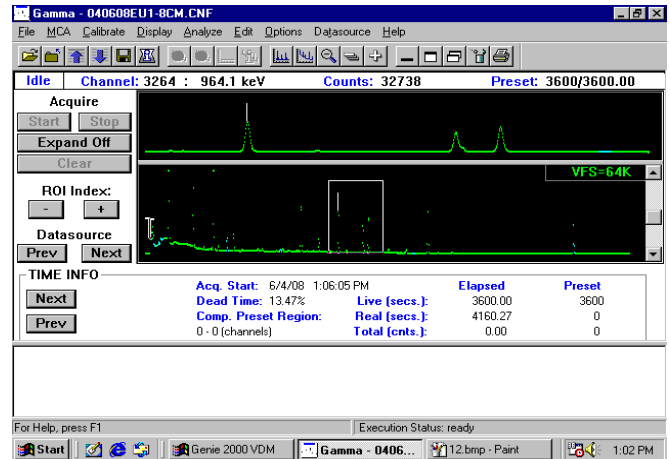 Gamma - 040608EU1-8CM.CNF
File MCA Calibrate Display Analyze Edit Options Datasource Help
Idle Channel: 3264 : 964.1 keV Counts: 32738 Preset: 3600/3600.00
Acquire
Start Stop
Expand Off
Clear
ROI Index:
- +
Datasource
Prev Next
VFS=64K
TIME INFO
Next
Prev
Acq. Start: 6/4/08 1:06:05 PM Elapsed Preset
Dead Time: 13.47% Live (secs.): 3600.00 3600
Comp. Preset Region: Real (secs.): 4160.27 0
0 - 0 (channels) Total (cnts.): 0.00 0
For Help, press F1 Execution Status: ready
Start Genie 2000 VDM Gamma - 0406... 12.bmp - Paint 1:02 PM